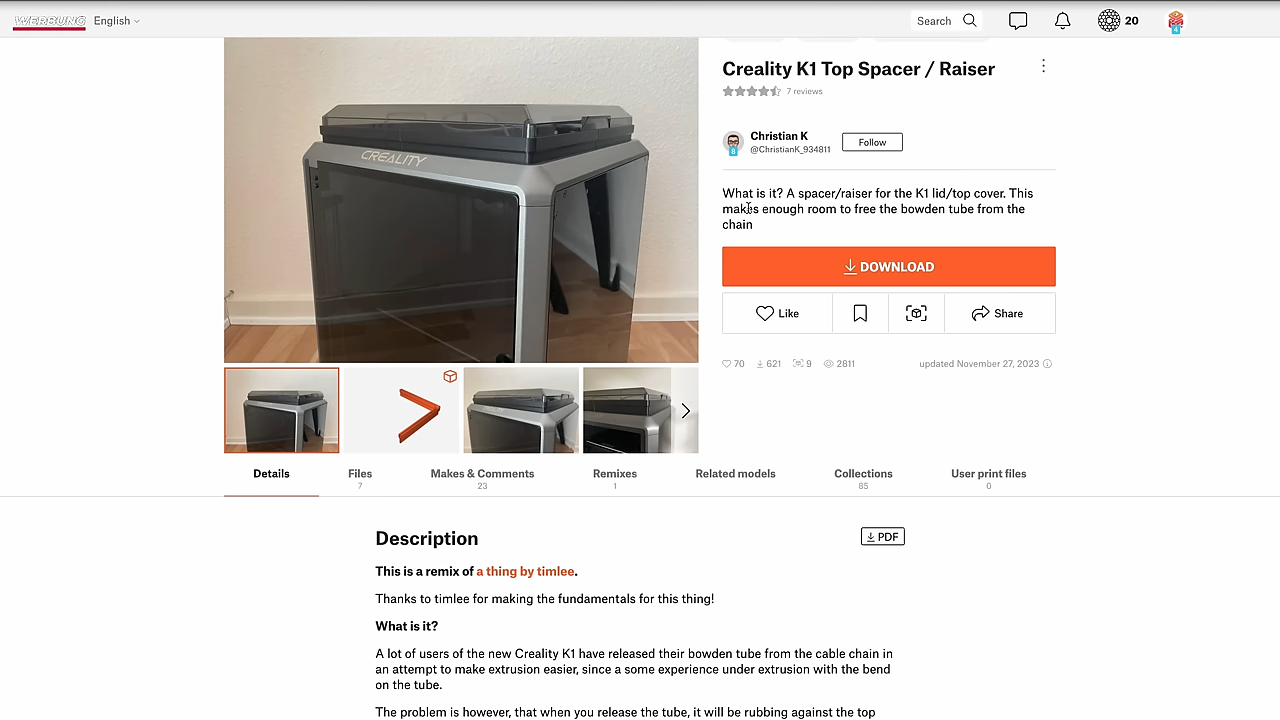 WERBUNG
English
Search
20
4
Creality K1 Top Spacer / Raiser
7 reviews
Christian K
@ChristianK_934811
8
Follow
What is it? A spacer/raiser for the K1 lid/top cover. This
makes enough room to free the bowden tube from the
chain
DOWNLOAD
Like
Share
70
621
9
2811
updated November 27, 2023
CREALITY
Details
Files
7
Makes & Comments
23
Remixes
1
Related models
Collections
85
User print files
0
Description
PDF
This is a remix of a thing by timlee.
Thanks to timlee for making the fundamentals for this thing!
What is it?
A lot of users of the new Creality K1 have released their bowden tube from the cable chain in
an attempt to make extrusion easier, since a some experience under extrusion with the bend
on the tube.
The problem is however, that when you release the tube, it will be rubbing against the top